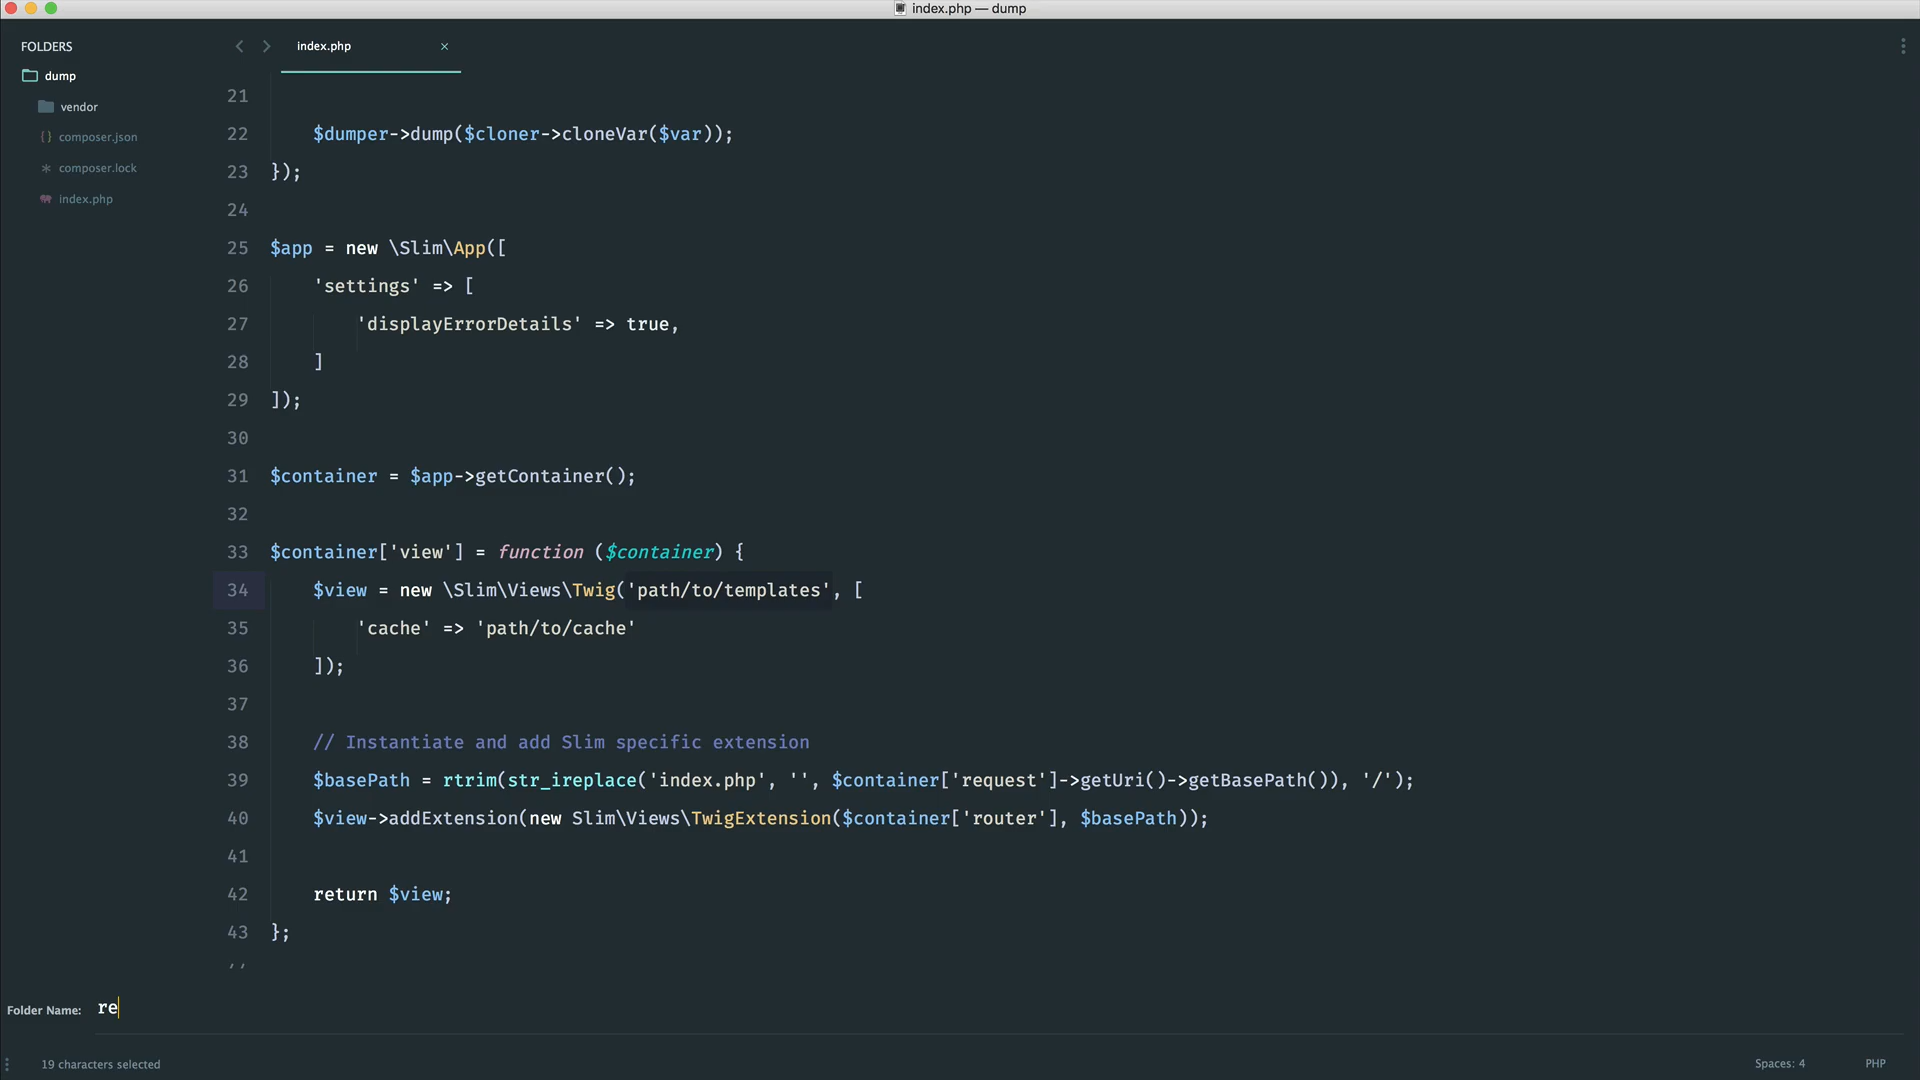 index.php — dump
FOLDERS
dump
vendor
composer.json
composer.lock
index.php
index.php ×
21
22 $dumper->dump($cloner->cloneVar($var));
23 });
24
25 $app = new \Slim\App([
26 'settings' => [
27 'displayErrorDetails' => true,
28 ]
29 ]);
30
31 $container = $app->getContainer();
32
33 $container['view'] = function ($container) {
34 $view = new \Slim\Views\Twig('path/to/templates', [
35 'cache' => 'path/to/cache'
36 ]);
37
38 // Instantiate and add Slim specific extension
39 $basePath = rtrim(str_ireplace('index.php', '', $container['request']->getUri()->getBasePath()), '/');
40 $view->addExtension(new Slim\Views\TwigExtension($container['router'], $basePath));
41
42 return $view;
43 };
Folder Name: re
19 characters selected
Spaces: 4
PHP